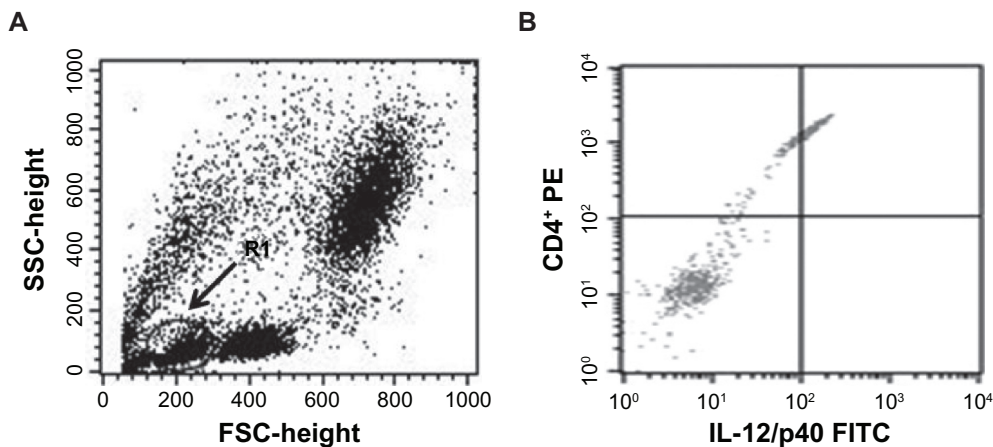 A
SSC-height
1000
800
600
400
200
0
R1
0 200 400 600 800 1000
FSC-height
B
CD4⁺ PE
10⁴
10³
10²
10¹
10⁰
10⁰ 10¹ 10² 10³ 10⁴
IL-12/p40 FITC